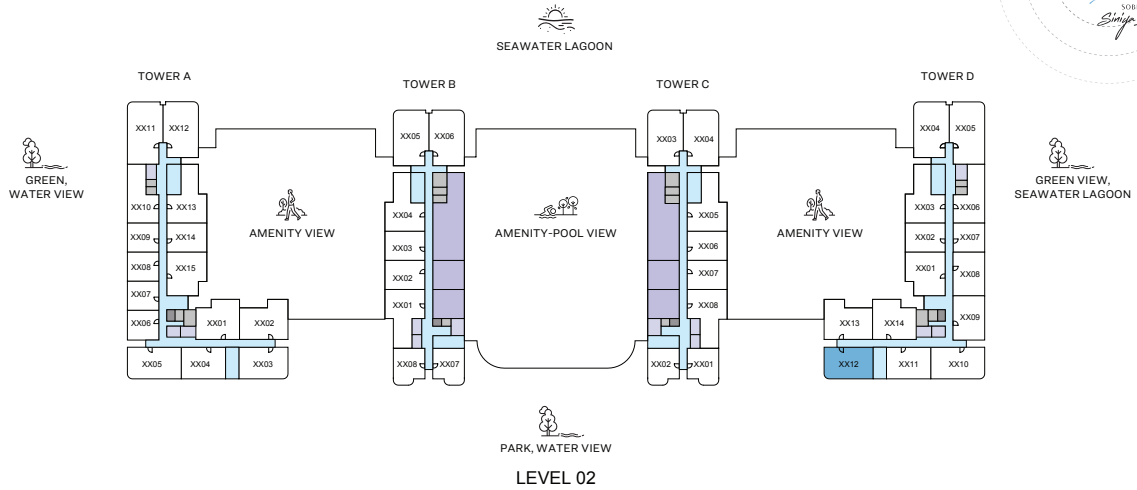 SOB
Siniya
SEAWATER LAGOON
TOWER A
TOWER B
TOWER C
TOWER D
XX11 XX12
XX05 XX06
XX03 XX04
XX04 XX05
GREEN,
WATER VIEW
GREEN VIEW,
SEAWATER LAGOON
XX10 XX13
XX09 XX14
XX08 XX15
XX07
XX06 XX01 XX02
XX05 XX04 XX03
AMENITY VIEW
XX04
XX03
XX02
XX01
XX08 XX07
AMENITY-POOL VIEW
XX05
XX06
XX07
XX08
XX02 XX01
AMENITY VIEW
XX03 XX06
XX02 XX07
XX01 XX08
XX09
XX13 XX14
XX12 XX11 XX10
PARK, WATER VIEW
LEVEL 02